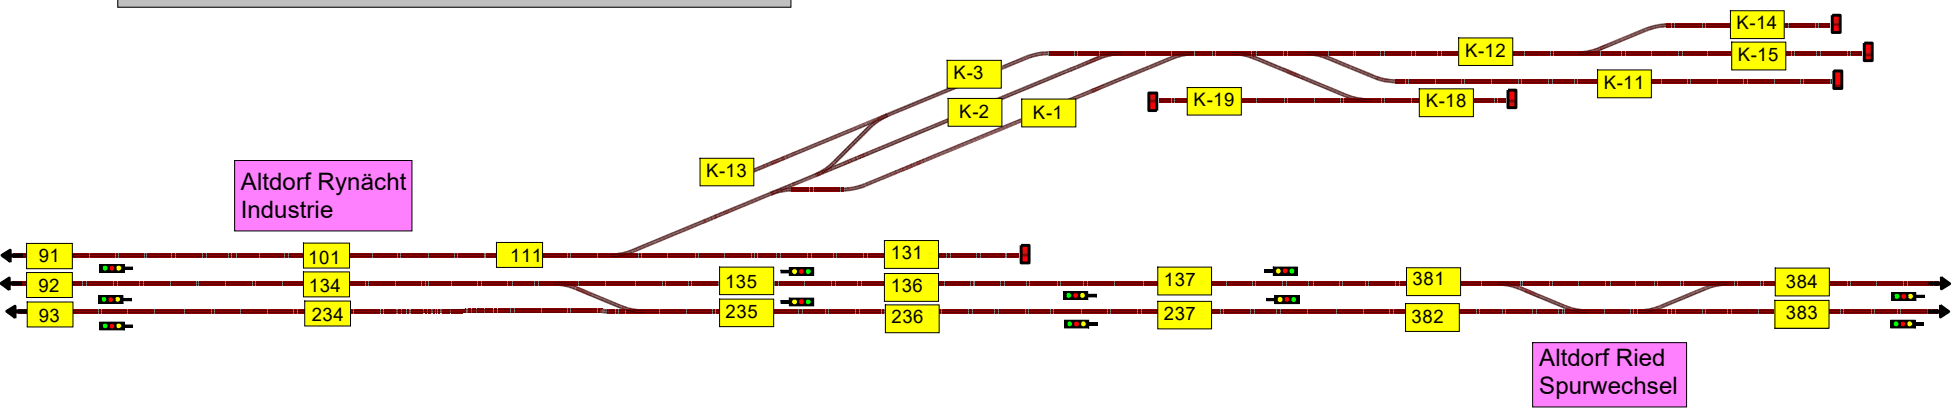 K-14
K-12
K-15
K-3
K-11
K-2
K-1
K-19
K-18
K-13
Altdorf Rynächt
Industrie
91
101
111
131
92
134
135
136
137
381
384
93
234
235
236
237
382
383
Altdorf Ried
Spurwechsel